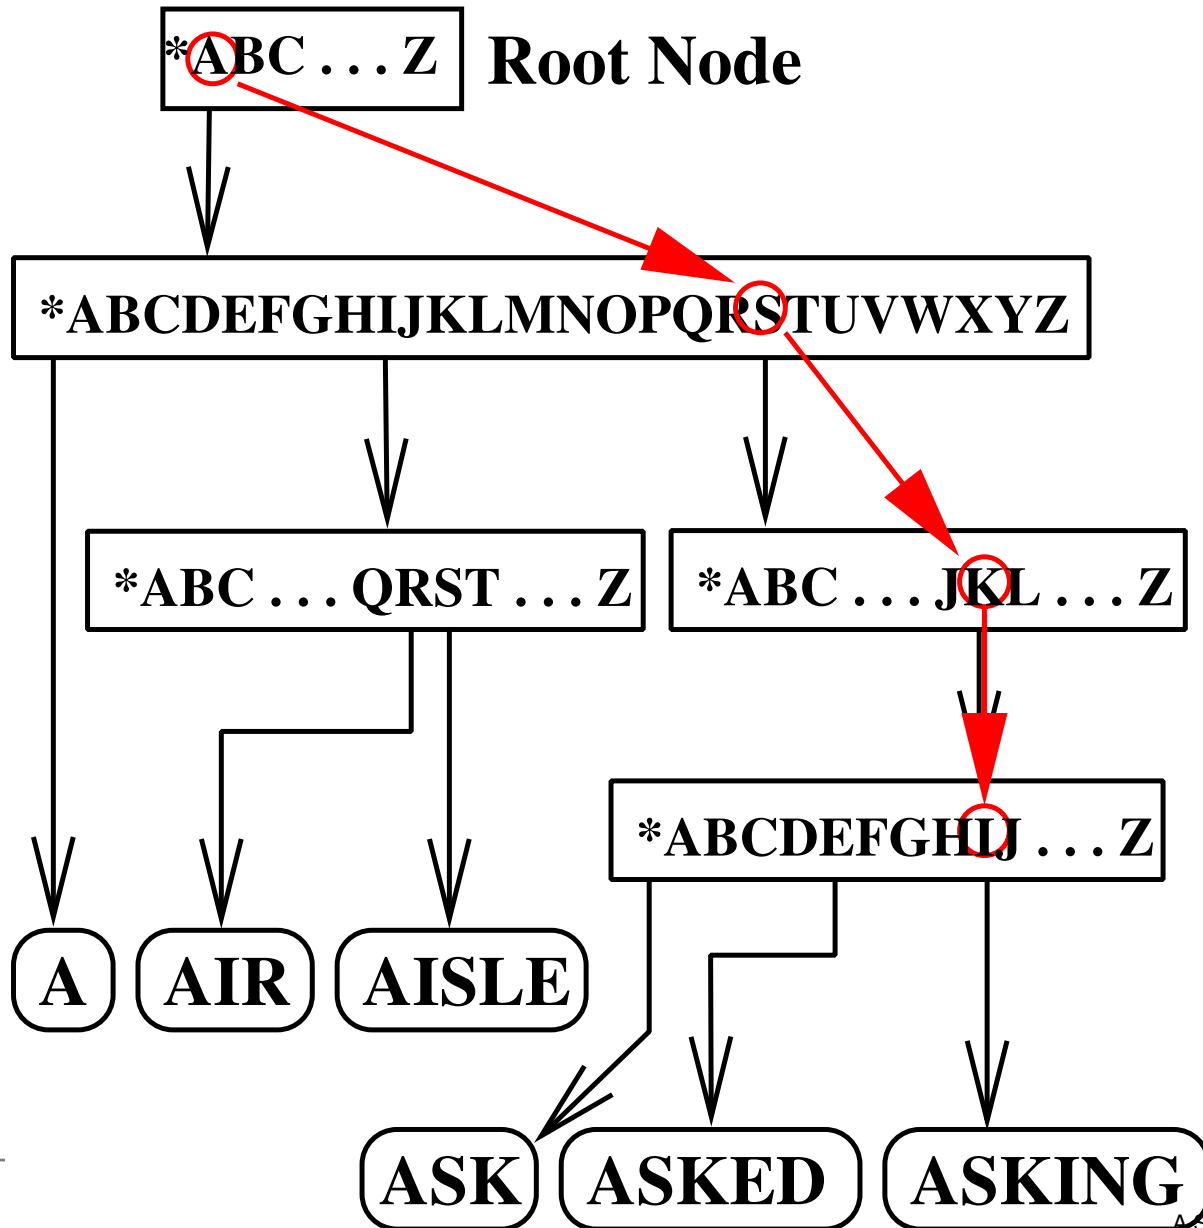 *ABC . . . Z Root Node
*ABCDEFGHIJKLMNOPQRSTUVWXYZ
*ABC . . . QRST . . . Z
*ABC . . . JKL . . . Z
*ABCDEFGHIJ . . . Z
A
AIR
AISLE
ASK
ASKED
ASKING